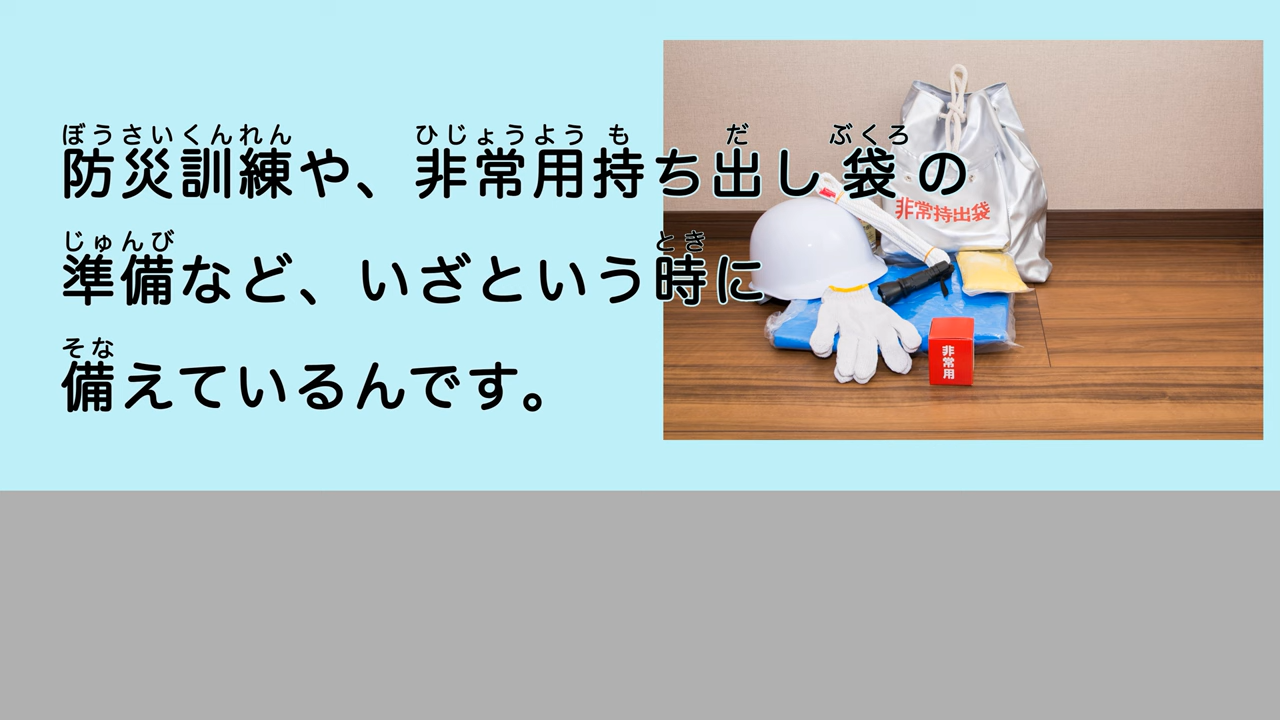 ぼうさいくんれん ひじょうよう も だ ぶくろ
防災訓練や、非常用持ち出し袋の
じゅんび とき
準備など、いざという時に
そな
備えているんです。
非常持出袋
非常用